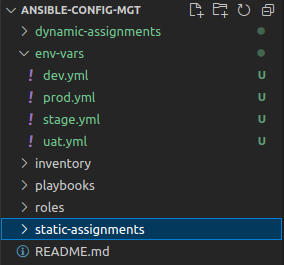 ANSIBLE-CONFIG-MGT
dynamic-assignments
env-vars
! dev.yml U
! prod.yml U
! stage.yml U
! uat.yml U
inventory
playbooks
roles
static-assignments
README.md